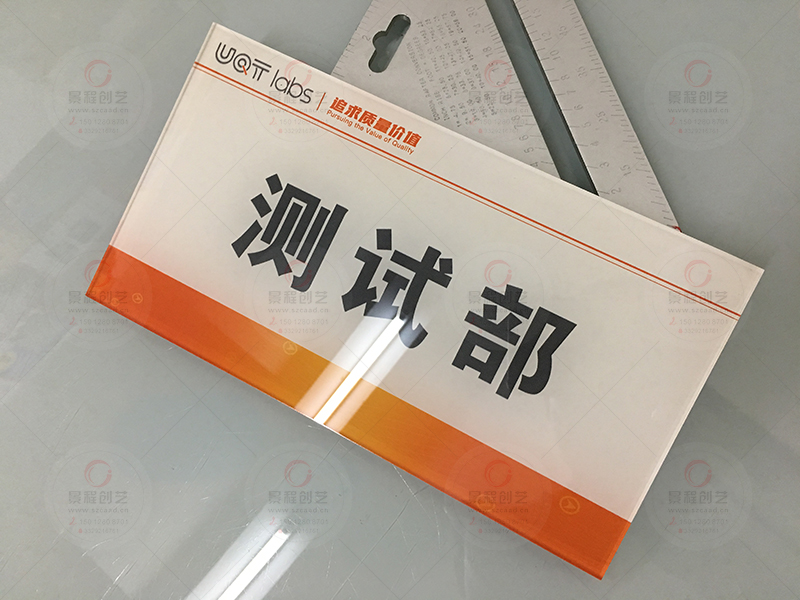 UQT labs | 追求质量价值
Pursuing the Value of Quality
测试部
景程创艺